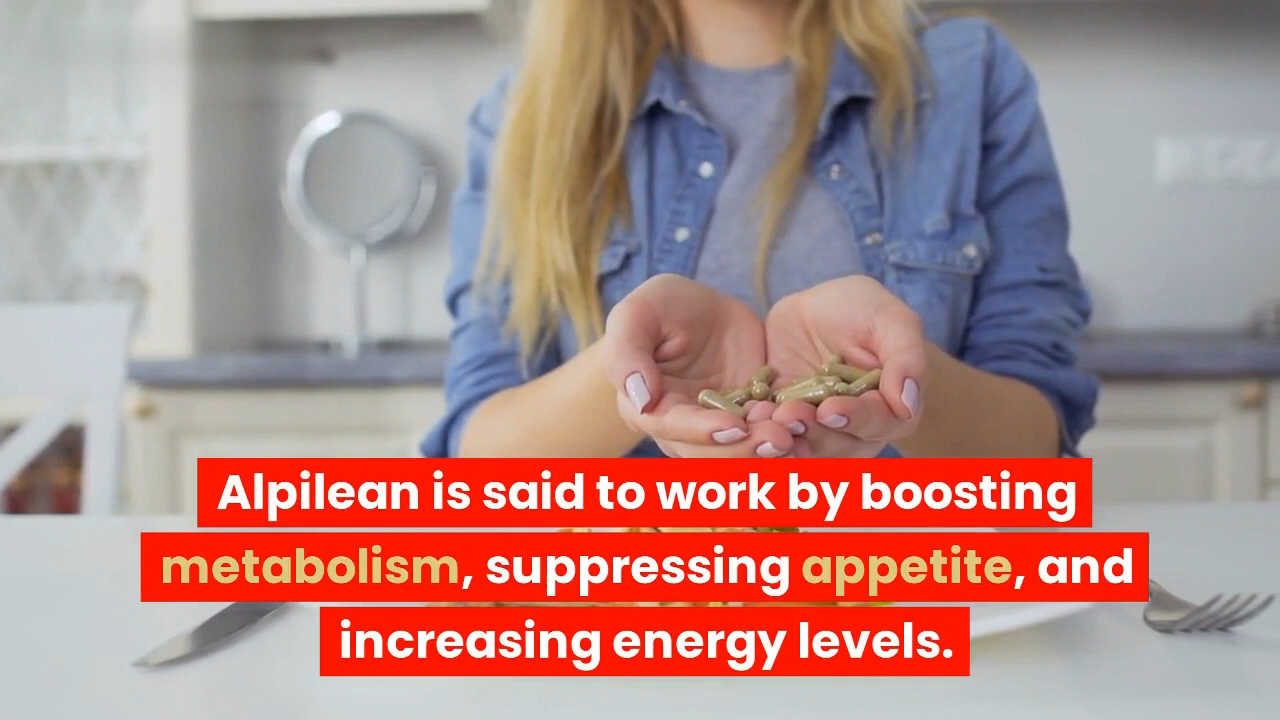 Alpilean is said to work by boosting
metabolism, suppressing appetite, and
increasing energy levels.